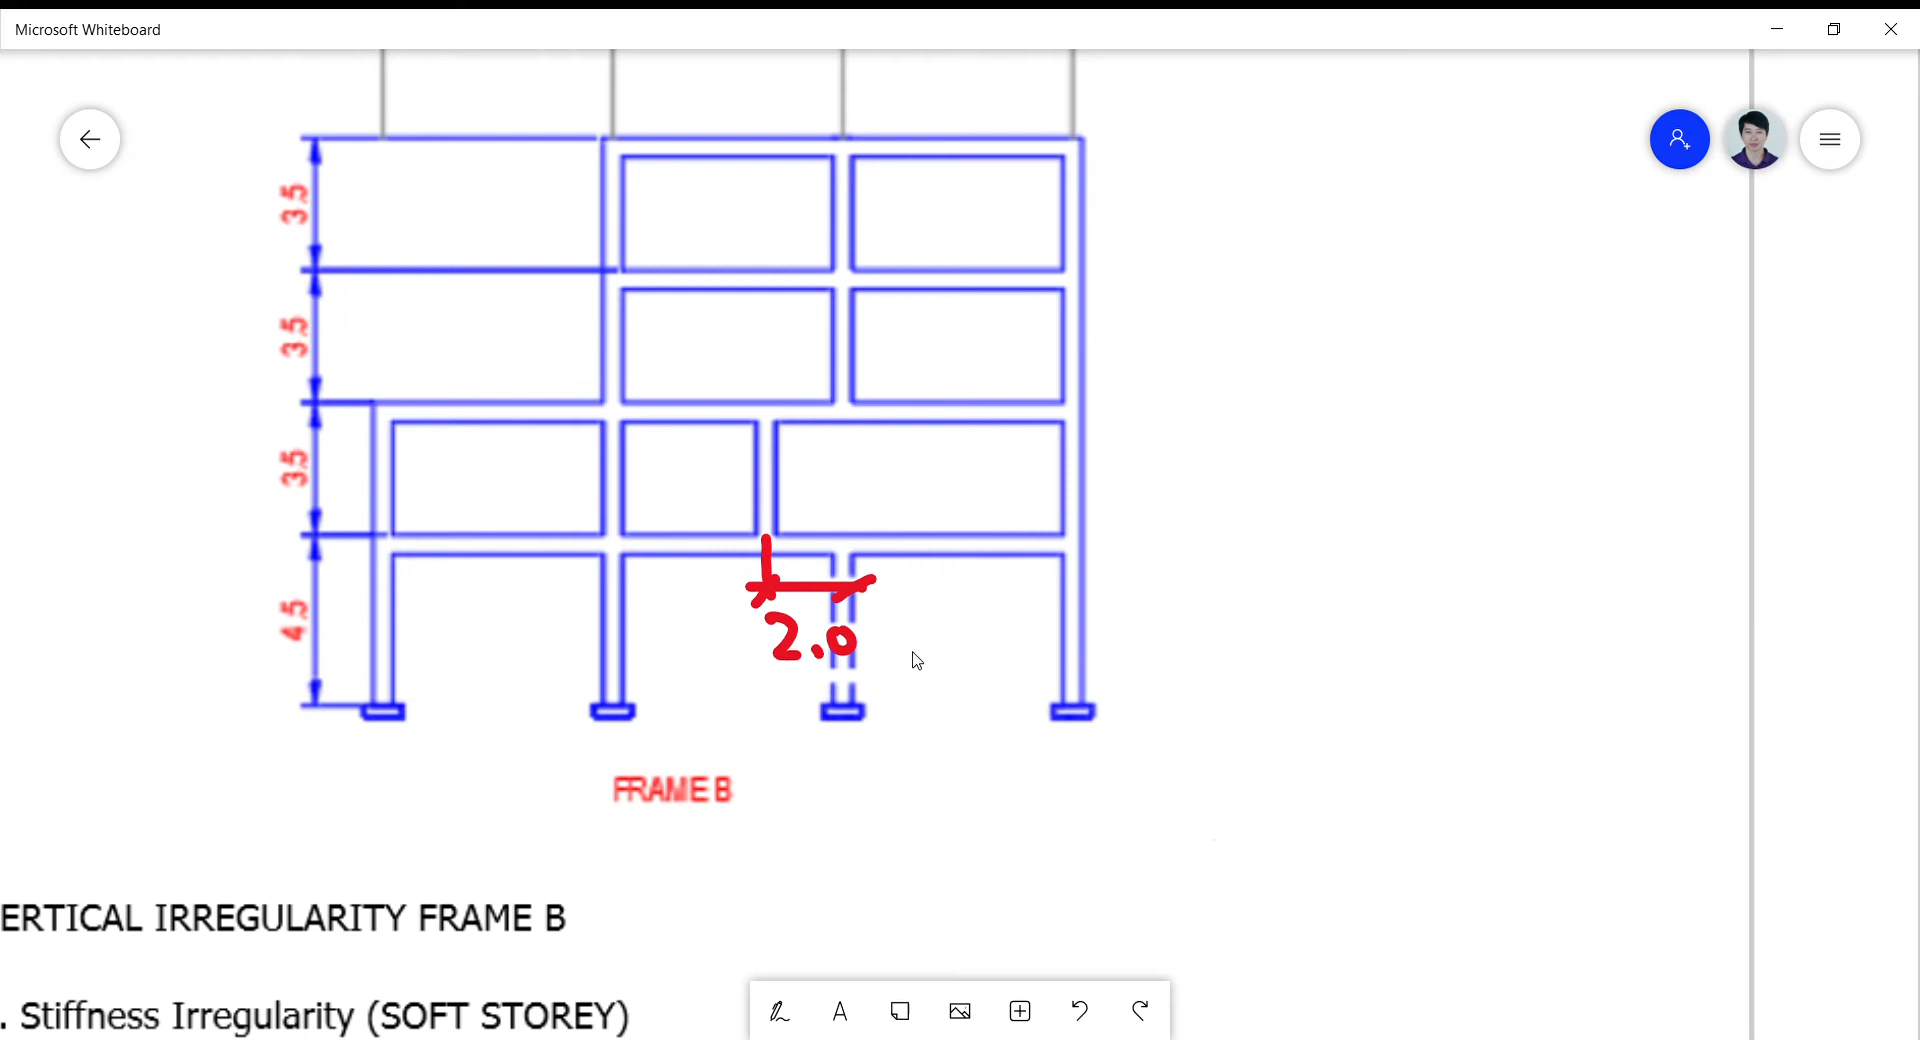 Microsoft Whiteboard
3.5
3.5
3.5
4.5
2.0
FRAME B
ERTICAL IRREGULARITY FRAME B
. Stiffness Irregularity (SOFT STOREY)
A